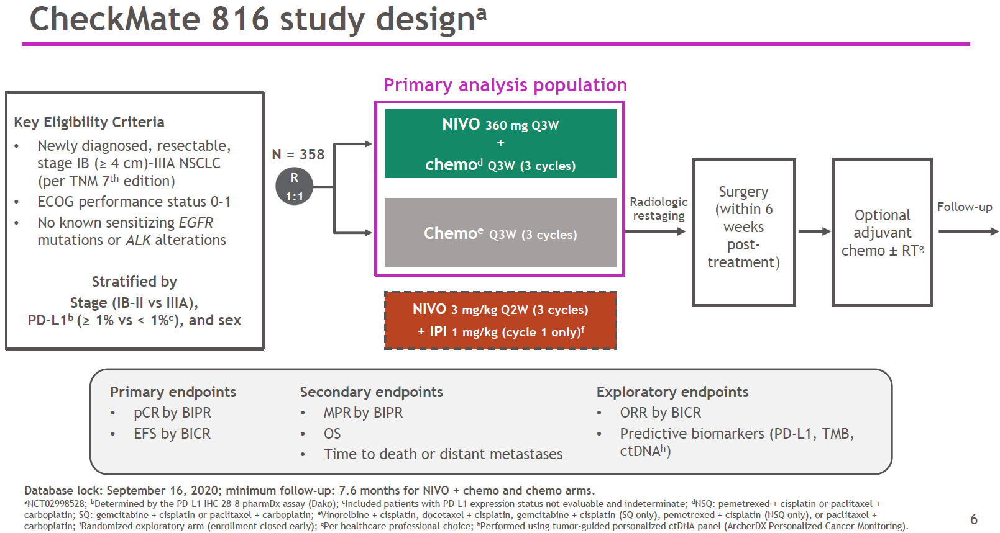 CheckMate 816 study designᵃ
Primary analysis population
Key Eligibility Criteria
• Newly diagnosed, resectable,
stage IB (≥ 4 cm)-IIIA NSCLC
(per TNM 7ᵗʰ edition)
• ECOG performance status 0–1
• No known sensitizing EGFR
mutations or ALK alterations
Stratified by
Stage (IB–II vs IIIA),
PD-L1ᵇ (≥ 1% vs < 1%ᶜ), and sex
N = 358
R
1:1
NIVO 360 mg Q3W
+
chemoᵈ Q3W (3 cycles)
Chemoᵉ Q3W (3 cycles)
NIVO 3 mg/kg Q2W (3 cycles)
+ IPI 1 mg/kg (cycle 1 only)ᶠ
Radiologic
restaging
Surgery
(within 6
weeks
post-
treatment)
Optional
adjuvant
chemo ± RTᵍ
Follow-up
Primary endpoints
• pCR by BIPR
• EFS by BICR
Secondary endpoints
• MPR by BIPR
• OS
• Time to death or distant metastases
Exploratory endpoints
• ORR by BICR
• Predictive biomarkers (PD-L1, TMB,
ctDNAʰ)
Database lock: September 16, 2020; minimum follow-up: 7.6 months for NIVO + chemo and chemo arms.
ᵃNCT02998528; ᵇDetermined by the PD-L1 IHC 28-8 pharmDx assay (Dako); ᶜIncluded patients with PD-L1 expression status not evaluable and indeterminate; ᵈNSQ: pemetrexed + cisplatin or paclitaxel +
carboplatin; SQ: gemcitabine + cisplatin or paclitaxel + carboplatin; ᵉVinorelbine + cisplatin, docetaxel + cisplatin, gemcitabine + cisplatin (SQ only), pemetrexed + cisplatin (NSQ only), or paclitaxel +
carboplatin; ᶠRandomized exploratory arm (enrollment closed early); ᵍPer healthcare professional choice; ʰPerformed using tumor-guided personalized ctDNA panel (ArcherDX Personalized Cancer Monitoring).
6